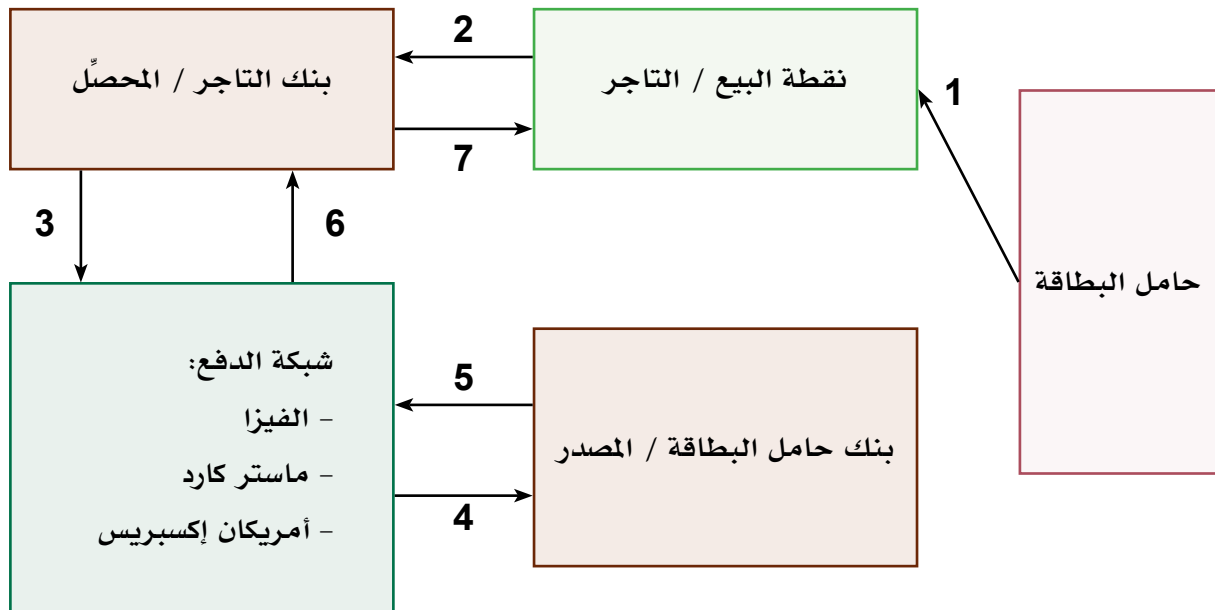 حامل البطاقة
1
نقطة البيع / التاجر
2
7
بنك التاجر / المحصِّل
3
6
شبكة الدفع:
– الفيزا
– ماستر كارد
– أمريكان إكسبريس
5
4
بنك حامل البطاقة / المصدر